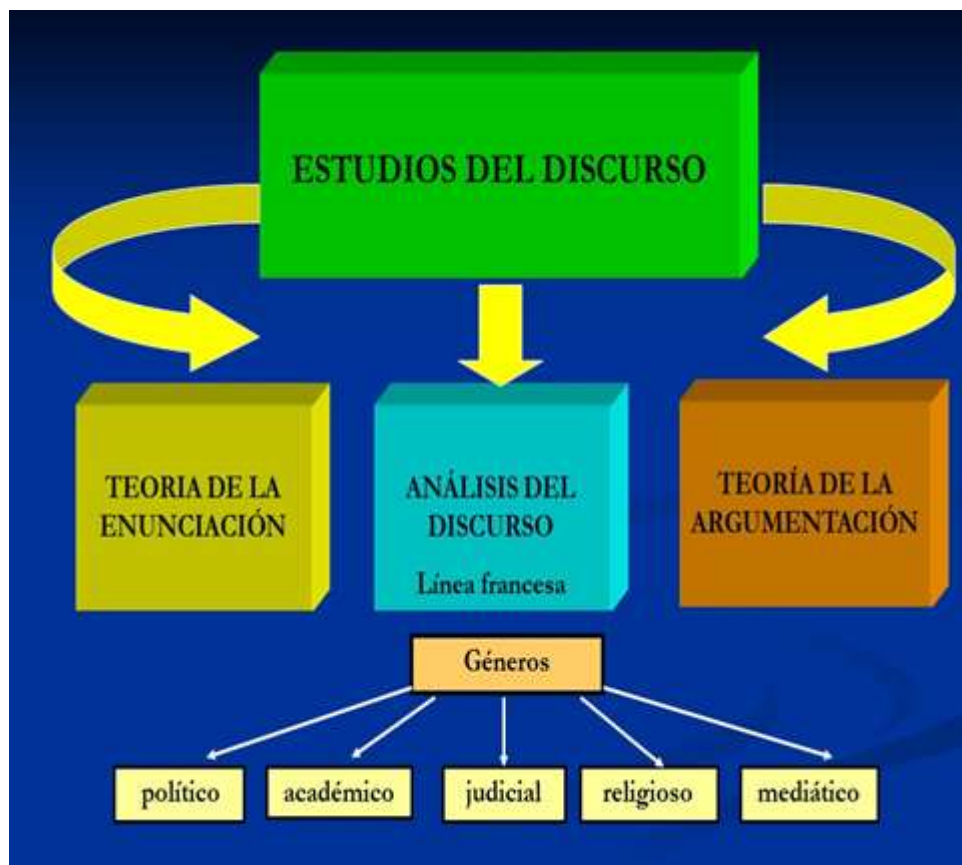 ESTUDIOS DEL DISCURSO
TEORIA DE LA
ENUNCIACIÓN
ANÁLISIS DEL
DISCURSO
Línea francesa
TEORÍA DE LA
ARGUMENTACIÓN
Géneros
político
académico
judicial
religioso
mediático